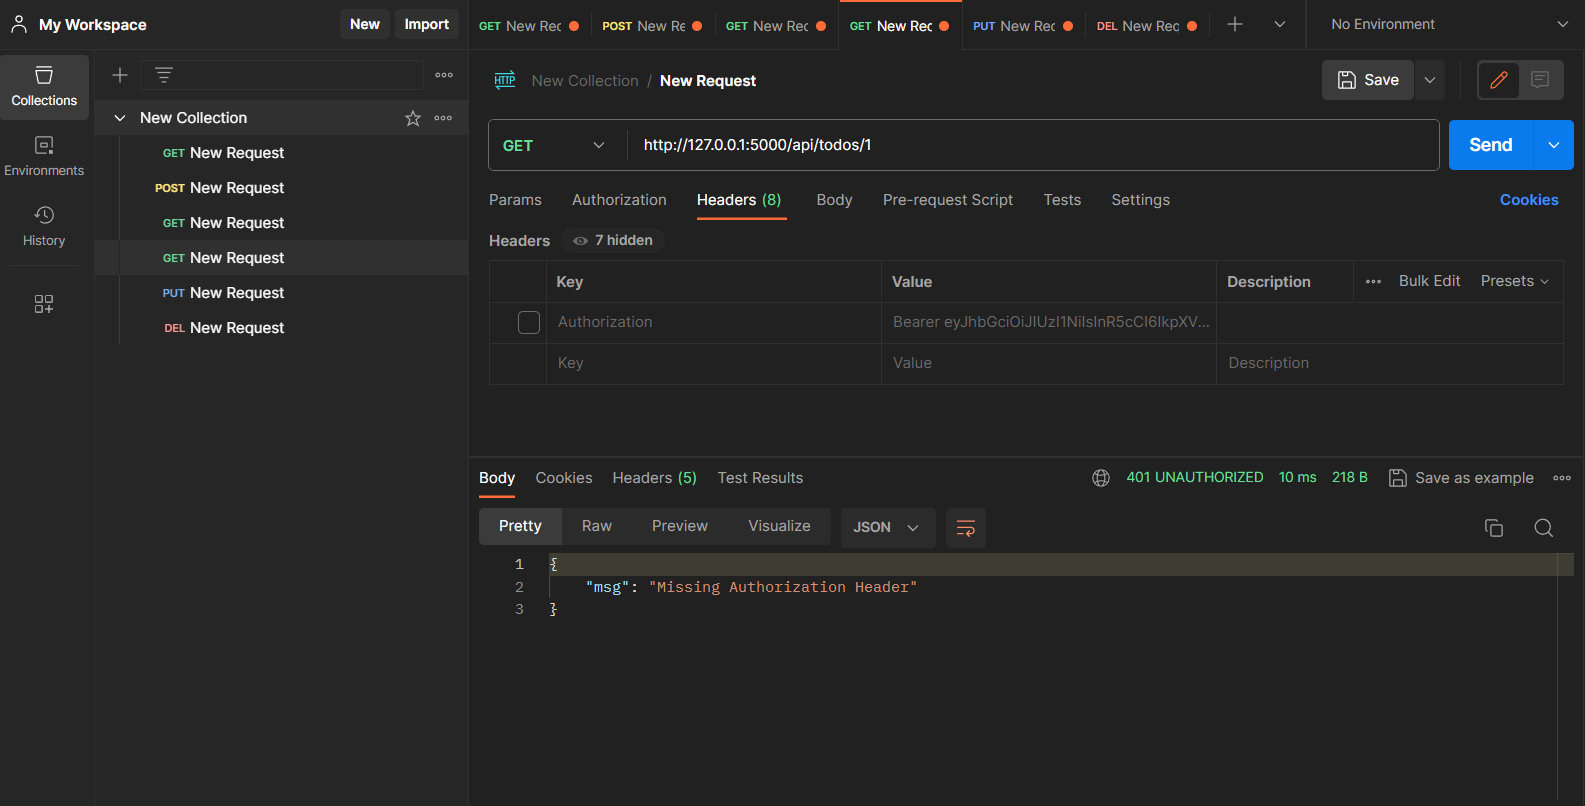 My Workspace
New
Import
GET New Rec
POST New Re
GET New Rec
GET New Rec
PUT New Rec
DEL New Req
No Environment
Collections
Environments
History
New Collection
GET New Request
POST New Request
GET New Request
GET New Request
PUT New Request
DEL New Request
HTTP
New Collection / New Request
Save
GET
http://127.0.0.1:5000/api/todos/1
Send
Params
Authorization
Headers (8)
Body
Pre-request Script
Tests
Settings
Cookies
Headers
7 hidden
Key
Value
Description
Bulk Edit
Presets
Authorization
Bearer eyJhbGciOiJIUzI1NiIsInR5cCI6IkpXV...
Key
Value
Description
Body
Cookies
Headers (5)
Test Results
401 UNAUTHORIZED
10 ms
218 B
Save as example
Pretty
Raw
Preview
Visualize
JSON
1 {
2 "msg": "Missing Authorization Header"
3 }